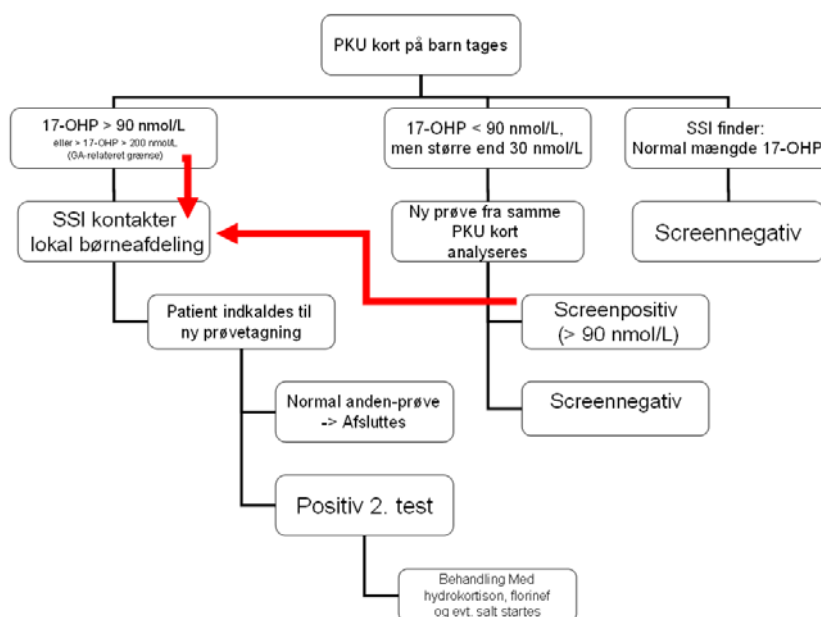 PKU kort på barn tages
17-OHP > 90 nmol/L
eller > 17-OHP > 200 nmol/L
(GA-relateret grænse)
17-OHP < 90 nmol/L,
men større end 30 nmol/L
SSI finder:
Normal mængde 17-OHP
SSI kontakter
lokal børneafdeling
Ny prøve fra samme
PKU kort
analyseres
Screennegativ
Patient indkaldes til
ny prøvetagning
Screenpositiv
(> 90 nmol/L)
Normal anden-prøve
-> Afsluttes
Screennegativ
Positiv 2. test
Behandling Med
hydrokortison, florinef
og evt. salt startes